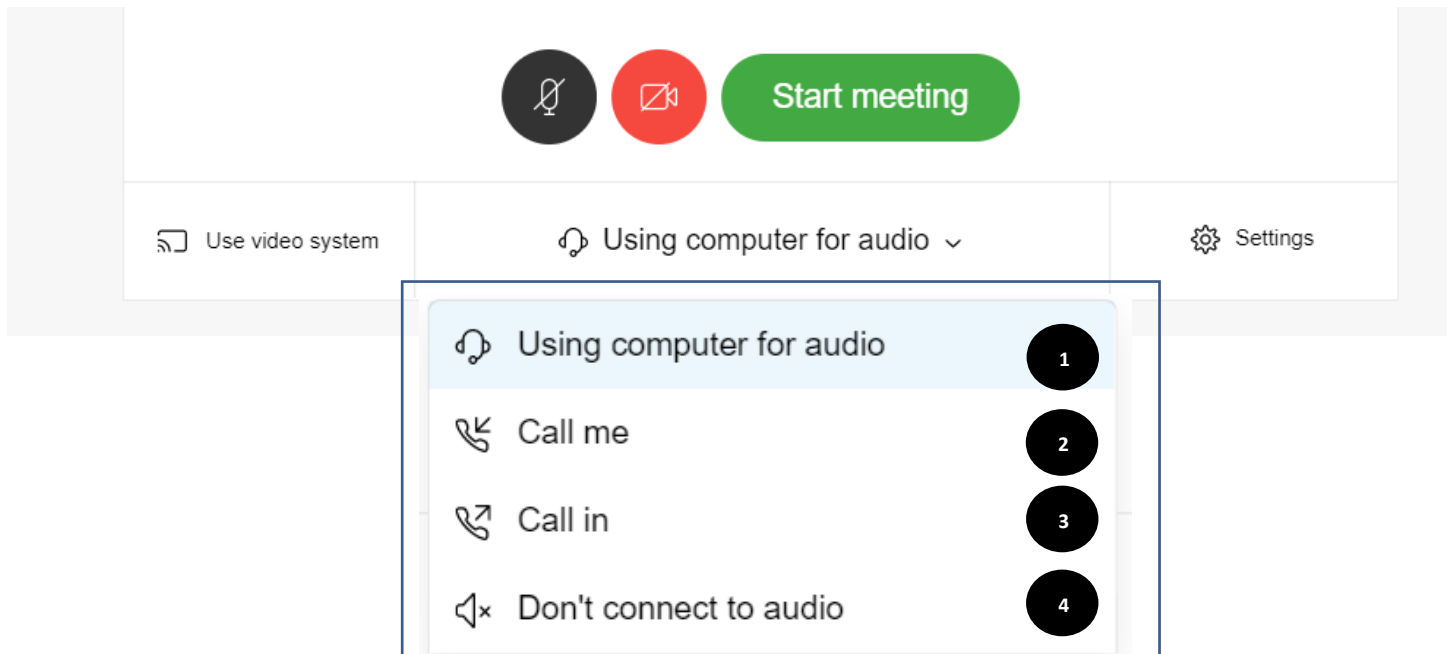 Start meeting
Use video system
Using computer for audio
Settings
Using computer for audio 1
Call me 2
Call in 3
Don't connect to audio 4